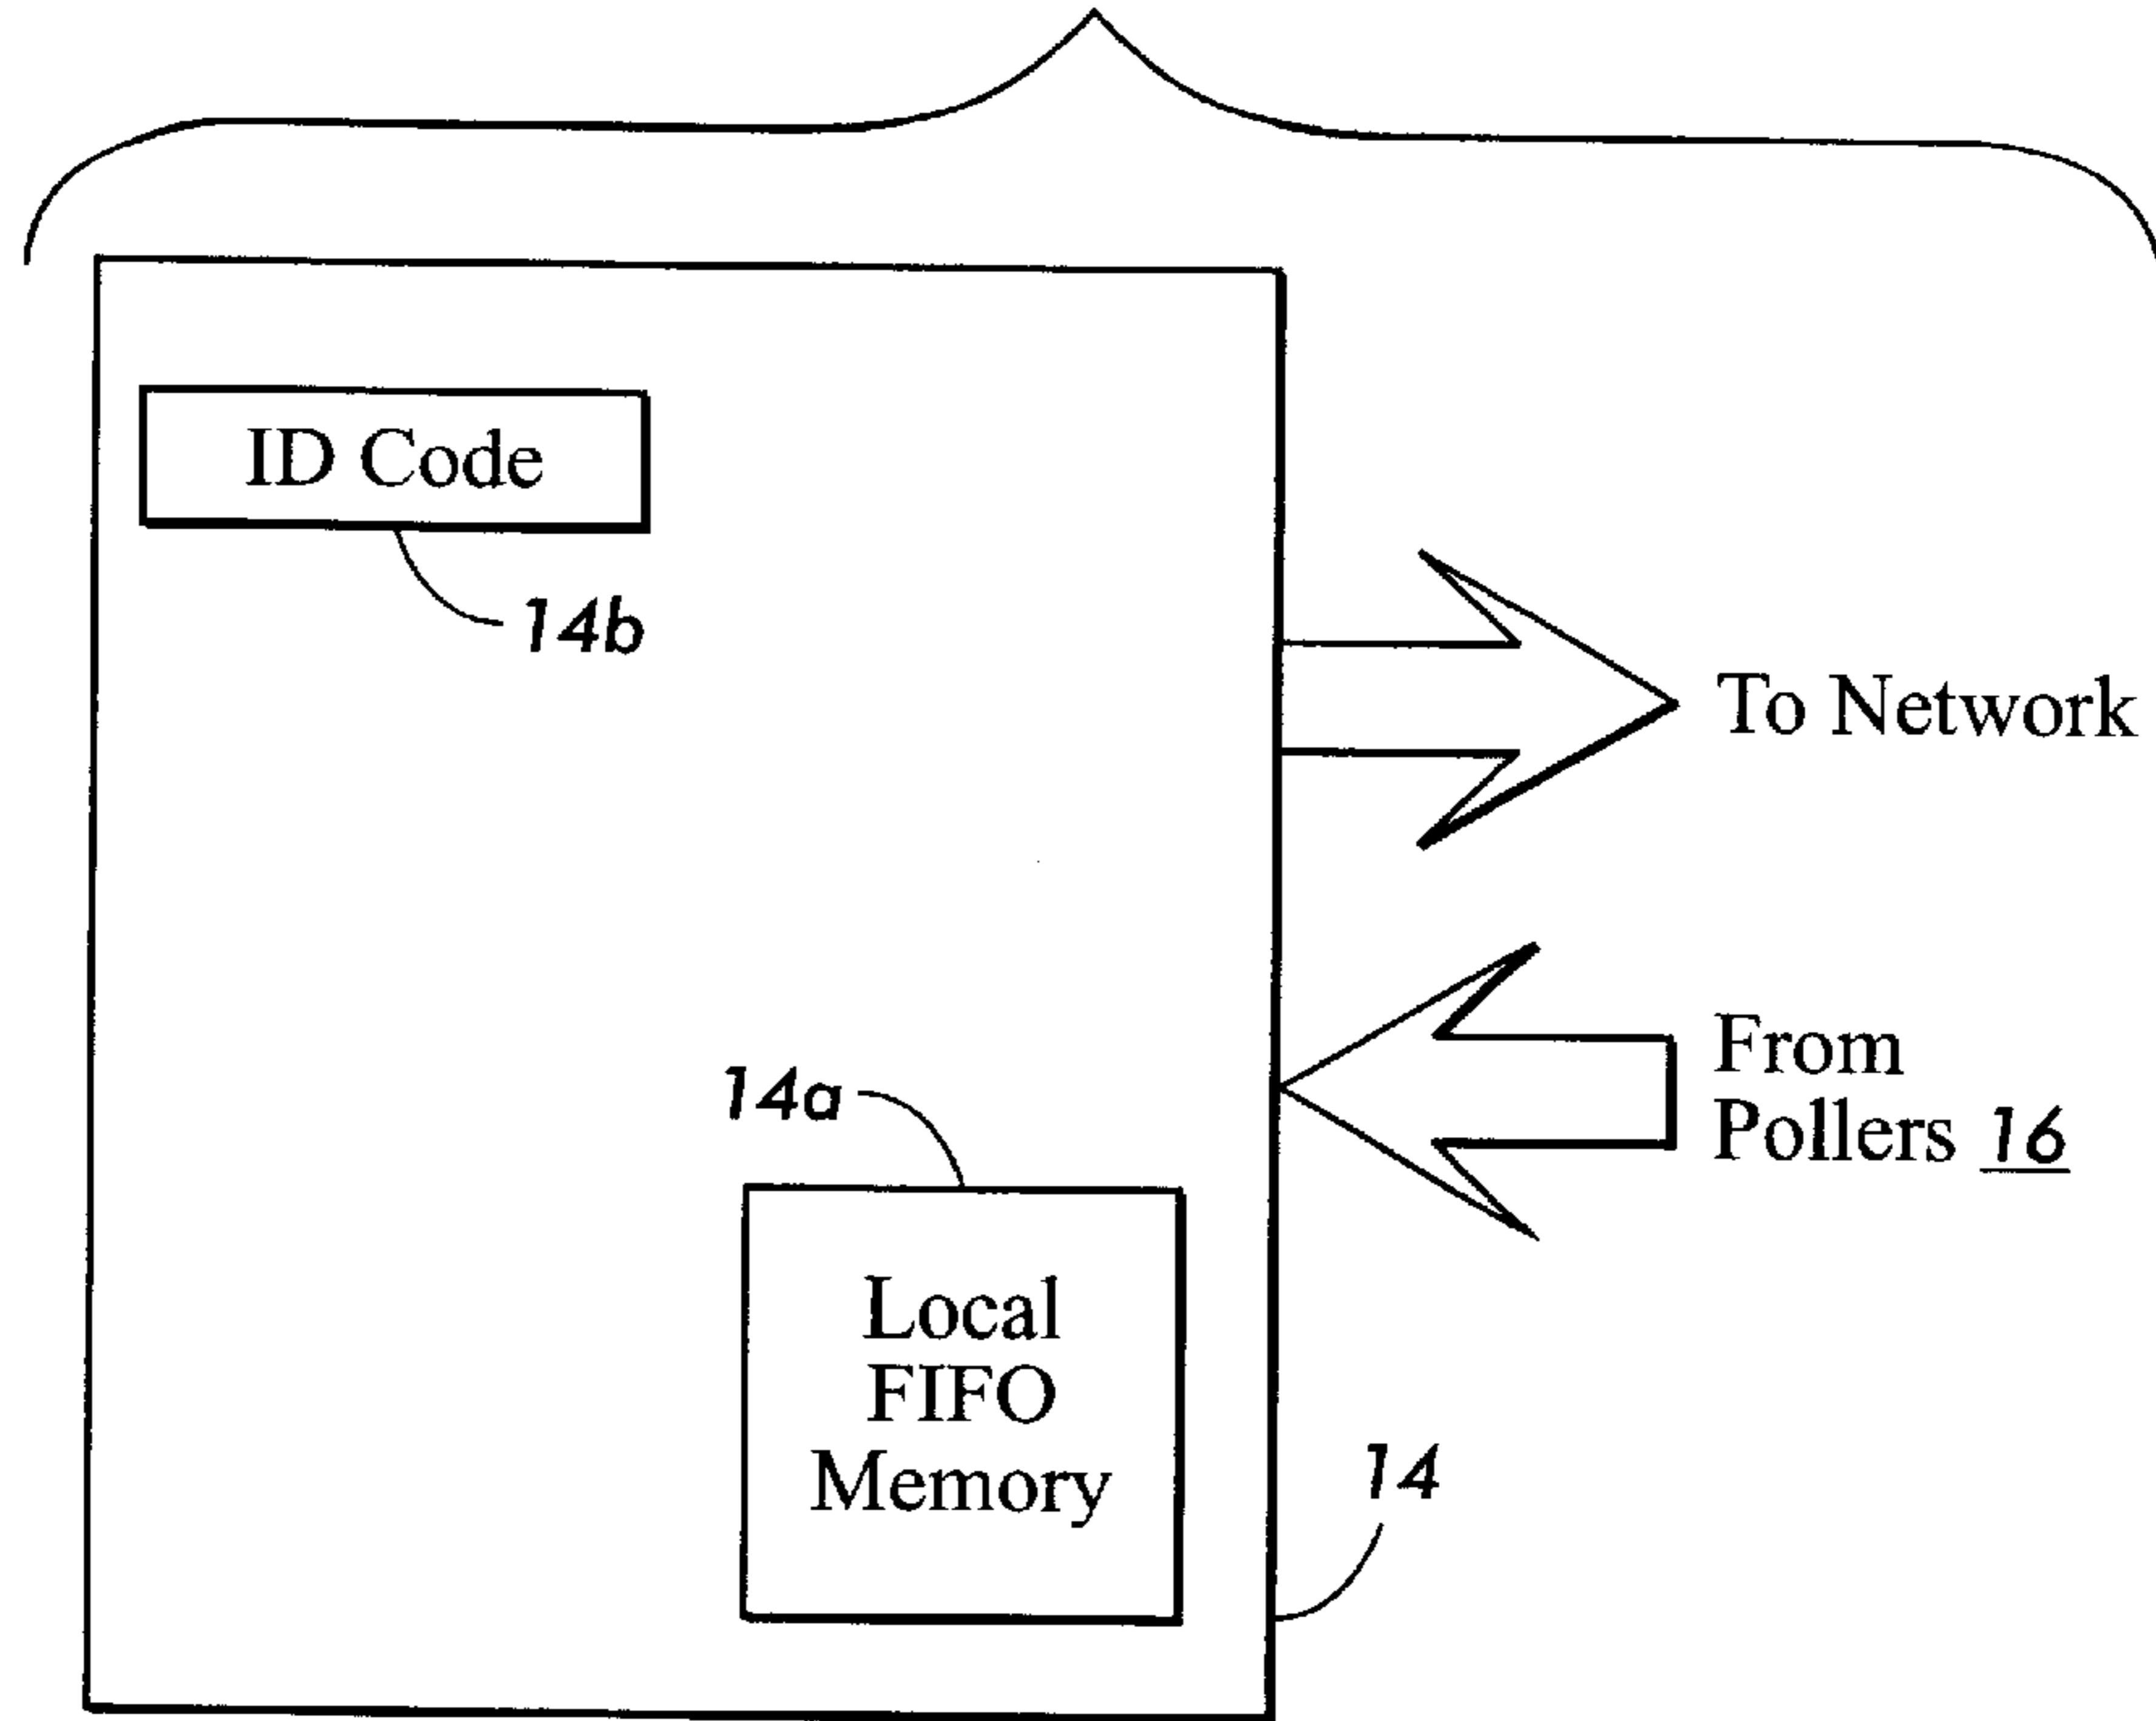 ID Code
14b
To Network
From
Pollers 16
14a
Local
FIFO
Memory
14